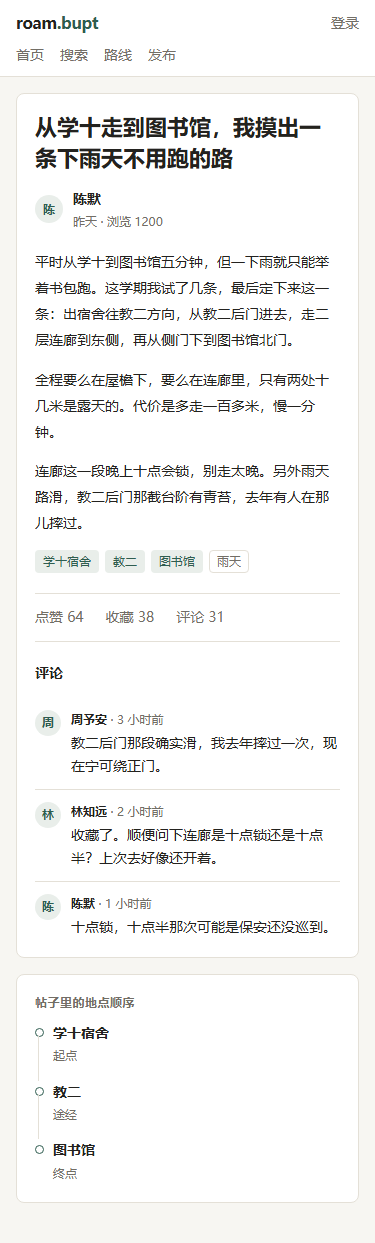 roam.bupt
登录
首页 搜索 路线 发布
从学十走到图书馆，我摸出一
条下雨天不用跑的路
陈
陈默
昨天 · 浏览 1200
平时从学十到图书馆五分钟，但一下雨就只能举
着书包跑。这学期我试了几条，最后定下来这一
条：出宿舍往教二方向，从教二后门进去，走二
层连廊到东侧，再从侧门下到图书馆北门。
全程要么在屋檐下，要么在连廊里，只有两处十
几米是露天的。代价是多走一百多米，慢一分
钟。
连廊这一段晚上十点会锁，别走太晚。另外雨天
路滑，教二后门那截台阶有青苔，去年有人在那
儿摔过。
学十宿舍 教二 图书馆 雨天
点赞 64 收藏 38 评论 31
评论
周
周予安 · 3 小时前
教二后门那段确实滑，我去年摔过一次，现
在宁可绕正门。
林
林知远 · 2 小时前
收藏了。顺便问下连廊是十点锁还是十点
半？上次去好像还开着。
陈
陈默 · 1 小时前
十点锁，十点半那次可能是保安还没巡到。
帖子里的地点顺序
学十宿舍
起点
教二
途经
图书馆
终点